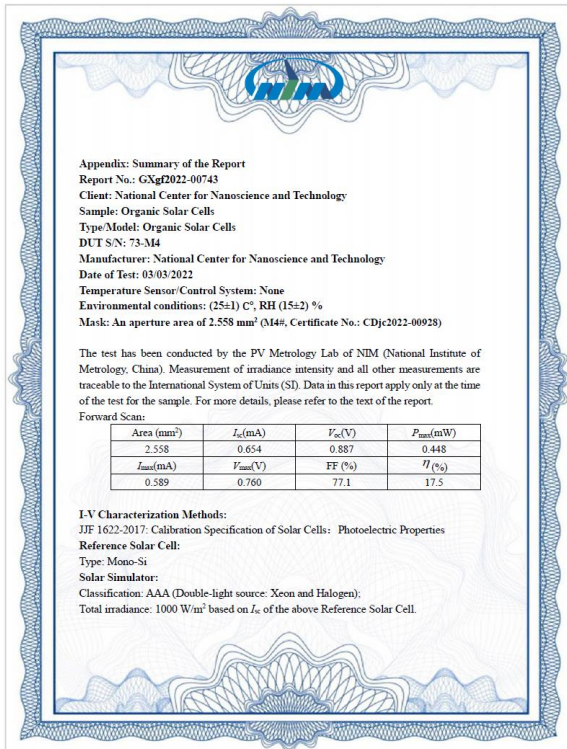 NIM
Appendix: Summary of the Report
Report No.: GXgf2022-00743
Client: National Center for Nanoscience and Technology
Sample: Organic Solar Cells
Type/Model: Organic Solar Cells
DUT S/N: 73-M4
Manufacturer: National Center for Nanoscience and Technology
Date of Test: 03/03/2022
Temperature Sensor/Control System: None
Environmental conditions: (25±1) C°, RH (15±2) %
Mask: An aperture area of 2.558 mm² (M4#, Certificate No.: CDjc2022-00928)
The test has been conducted by the PV Metrology Lab of NIM (National Institute of
Metrology, China). Measurement of irradiance intensity and all other measurements are
traceable to the International System of Units (SI). Data in this report apply only at the time
of the test for the sample. For more details, please refer to the text of the report.
Forward Scan:
Area (mm²) Isc(mA) Voc(V) Pmax(mW)
2.558 0.654 0.887 0.448
Imax(mA) Vmax(V) FF (%) η (%)
0.589 0.760 77.1 17.5
I-V Characterization Methods:
JJF 1622-2017: Calibration Specification of Solar Cells: Photoelectric Properties
Reference Solar Cell:
Type: Mono-Si
Solar Simulator:
Classification: AAA (Double-light source: Xeon and Halogen);
Total irradiance: 1000 W/m² based on Isc of the above Reference Solar Cell.